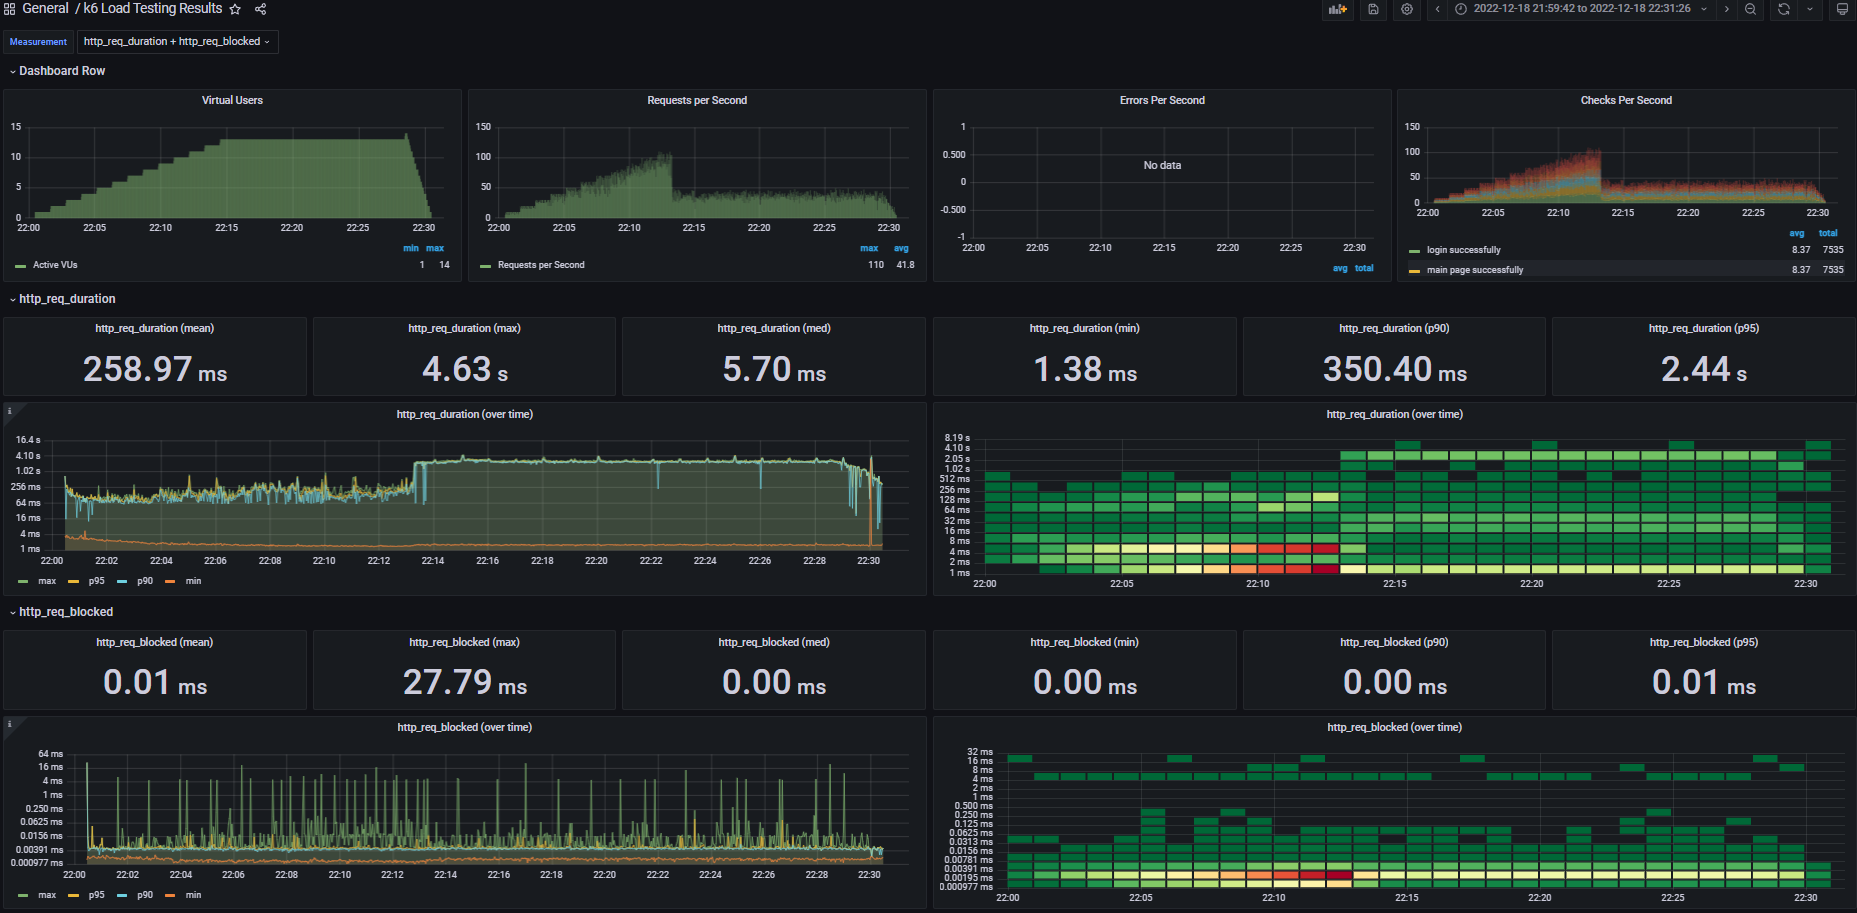 General / k6 Load Testing Results
2022-12-18 21:59:42 to 2022-12-18 22:31:26
Measurement http_req_duration + http_req_blocked
Dashboard Row
Virtual Users
15
10
5
0
22:00 22:05 22:10 22:15 22:20 22:25 22:30
min max
Active VUs 1 14
Requests per Second
150
100
50
0
22:00 22:05 22:10 22:15 22:20 22:25 22:30
max avg
Requests per Second 110 41.8
Errors Per Second
1
0.500
0
-0.500
-1
No data
22:00 22:05 22:10 22:15 22:20 22:25 22:30
avg total
Checks Per Second
150
100
50
0
22:00 22:05 22:10 22:15 22:20 22:25 22:30
avg total
login successfully 8.37 7535
main page successfully 8.37 7535
http_req_duration
http_req_duration (mean)
258.97 ms
http_req_duration (max)
4.63 s
http_req_duration (med)
5.70 ms
http_req_duration (min)
1.38 ms
http_req_duration (p90)
350.40 ms
http_req_duration (p95)
2.44 s
i
http_req_duration (over time)
16.4 s
4.10 s
1.02 s
256 ms
64 ms
16 ms
4 ms
1 ms
22:00 22:02 22:04 22:06 22:08 22:10 22:12 22:14 22:16 22:18 22:20 22:22 22:24 22:26 22:28 22:30
max p95 p90 min
http_req_duration (over time)
8.19 s
4.10 s
2.05 s
1.02 s
512 ms
256 ms
128 ms
64 ms
32 ms
16 ms
8 ms
4 ms
2 ms
1 ms
22:00 22:05 22:10 22:15 22:20 22:25 22:30
http_req_blocked
http_req_blocked (mean)
0.01 ms
http_req_blocked (max)
27.79 ms
http_req_blocked (med)
0.00 ms
http_req_blocked (min)
0.00 ms
http_req_blocked (p90)
0.00 ms
http_req_blocked (p95)
0.01 ms
i
http_req_blocked (over time)
64 ms
16 ms
4 ms
1 ms
0.250 ms
0.0625 ms
0.0156 ms
0.00391 ms
0.000977 ms
22:00 22:02 22:04 22:06 22:08 22:10 22:12 22:14 22:16 22:18 22:20 22:22 22:24 22:26 22:28 22:30
max p95 p90 min
http_req_blocked (over time)
32 ms
16 ms
8 ms
4 ms
2 ms
1 ms
0.500 ms
0.250 ms
0.125 ms
0.0625 ms
0.0313 ms
0.0156 ms
0.00781 ms
0.00391 ms
0.00195 ms
0.000977 ms
22:00 22:05 22:10 22:15 22:20 22:25 22:30